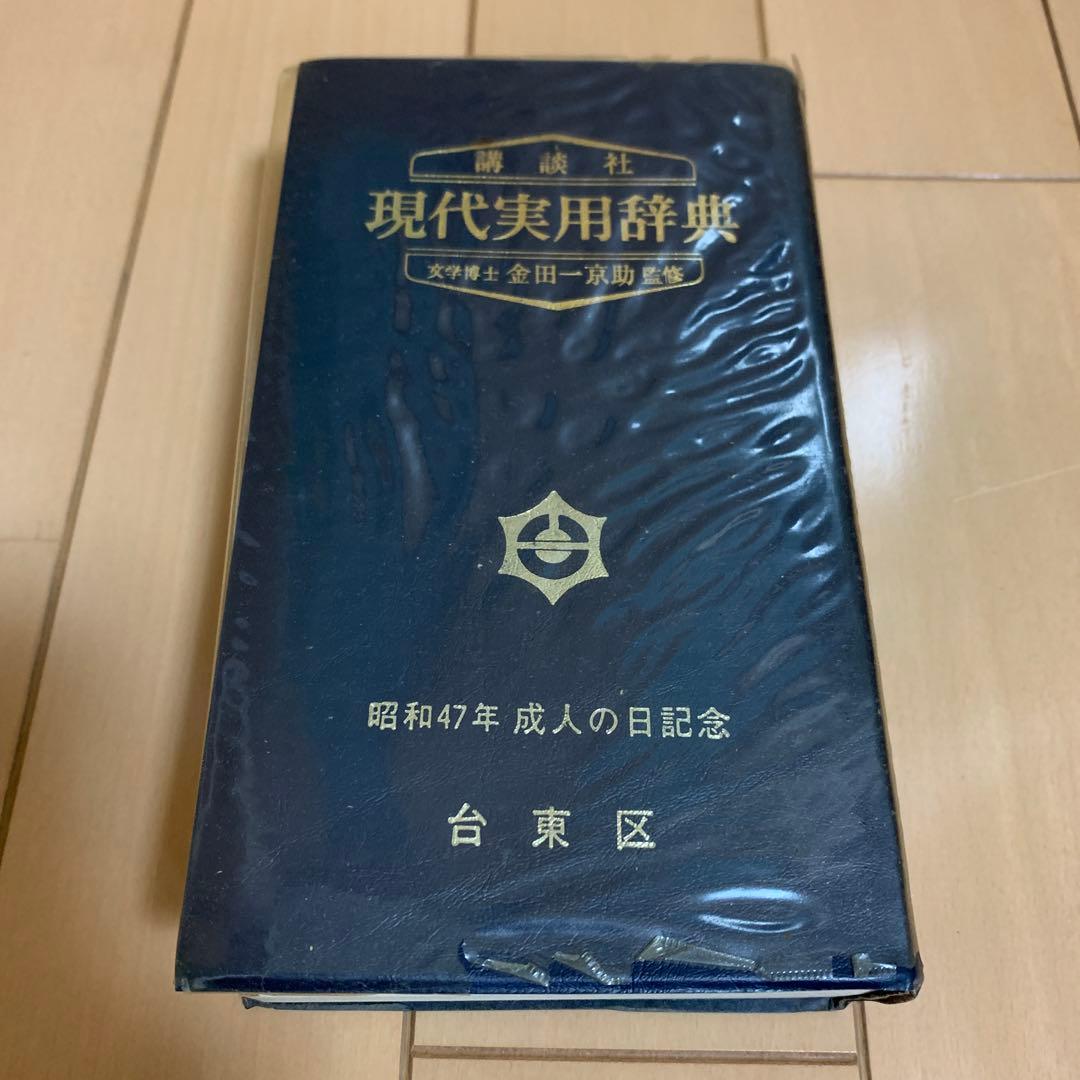 講談社
現代実用辞典
文学博士 金田一京助 監修
昭和47年 成人の日記念
台東区